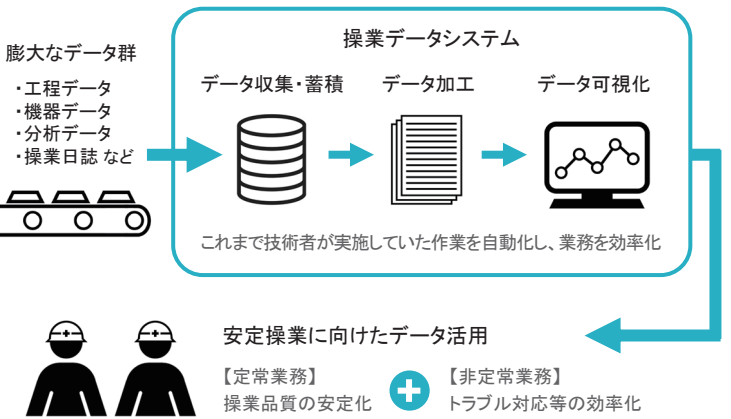 膨大なデータ群
・工程データ
・機器データ
・分析データ
・操業日誌 など
操業データシステム
データ収集・蓄積
データ加工
データ可視化
これまで技術者が実施していた作業を自動化し、業務を効率化
安定操業に向けたデータ活用
【定常業務】
操業品質の安定化
【非定常業務】
トラブル対応等の効率化